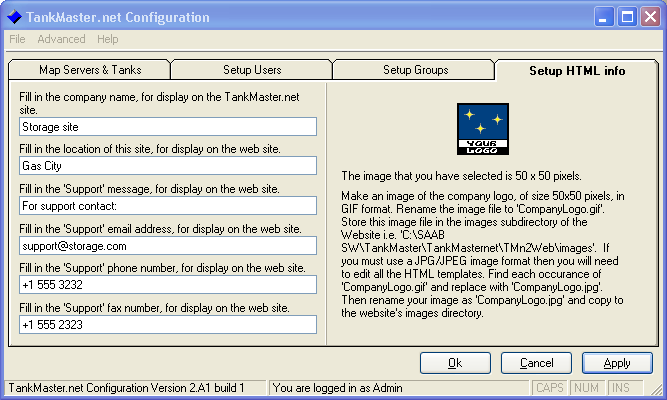 TankMaster.net Configuration
File Advanced Help
Map Servers & Tanks Setup Users Setup Groups Setup HTML info
Fill in the company name, for display on the TankMaster.net
site.
Storage site
Fill in the location of this site, for display on the web site.
Gas City
Fill in the 'Support' message, for display on the web site.
For support contact:
Fill in the 'Support' email address, for display on the web site.
support@storage.com
Fill in the 'Support' phone number, for display on the web site.
+1 555 3232
Fill in the 'Support' fax number, for display on the web site.
+1 555 2323
YOUR
LOGO
The image that you have selected is 50 x 50 pixels.
Make an image of the company logo, of size 50x50 pixels, in
GIF format. Rename the image file to 'CompanyLogo.gif'.
Store this image file in the images subdirectory of the
Website i.e. 'C:\SAAB
SW\TankMaster\TankMasternet\TMn2Web\images'. If
you must use a JPG/JPEG image format then you will need
to edit all the HTML templates. Find each occurance of
'CompanyLogo.gif' and replace with 'CompanyLogo.jpg'.
Then rename your image as 'CompanyLogo.jpg' and copy to
the website's images directory.
Ok Cancel Apply
TankMaster.net Configuration Version 2.A1 build 1 You are logged in as Admin CAPS NUM INS